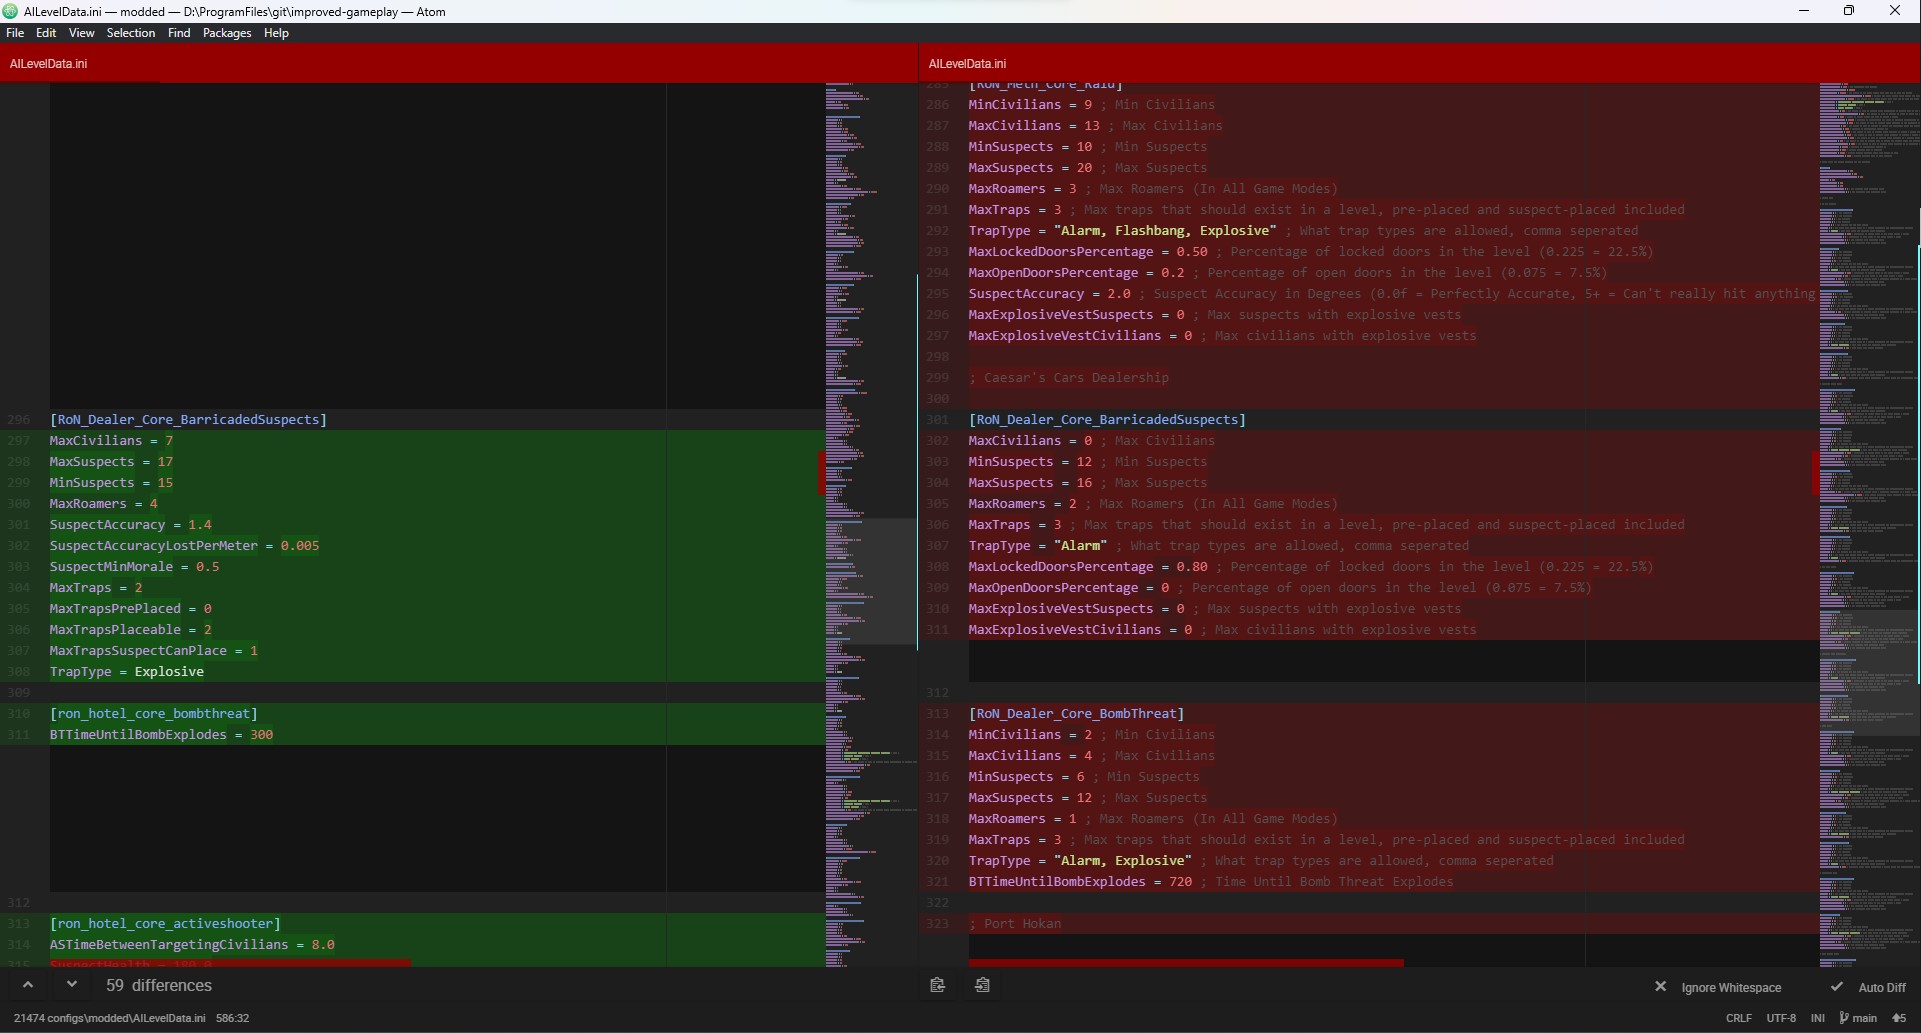 AILevelData.ini — modded — D:\ProgramFiles\git\improved-gameplay — Atom
File Edit View Selection Find Packages Help
AILevelData.ini
296 [RoN_Dealer_Core_BarricadedSuspects]
297 MaxCivilians = 7
298 MaxSuspects = 17
299 MinSuspects = 15
300 MaxRoamers = 4
301 SuspectAccuracy = 1.4
302 SuspectAccuracyLostPerMeter = 0.005
303 SuspectMinMorale = 0.5
304 MaxTraps = 2
305 MaxTrapsPrePlaced = 0
306 MaxTrapsPlaceable = 2
307 MaxTrapsSuspectCanPlace = 1
308 TrapType = Explosive
309
310 [ron_hotel_core_bombthreat]
311 BTTimeUntilBombExplodes = 300
312
313 [ron_hotel_core_activeshooter]
314 ASTimeBetweenTargetingCivilians = 8.0
315 SuspectHealth = 180.0
AILevelData.ini
285 [RoN_Meth_Core_Raid]
286 MinCivilians = 9 ; Min Civilians
287 MaxCivilians = 13 ; Max Civilians
288 MinSuspects = 10 ; Min Suspects
289 MaxSuspects = 20 ; Max Suspects
290 MaxRoamers = 3 ; Max Roamers (In All Game Modes)
291 MaxTraps = 3 ; Max traps that should exist in a level, pre-placed and suspect-placed included
292 TrapType = "Alarm, Flashbang, Explosive" ; What trap types are allowed, comma seperated
293 MaxLockedDoorsPercentage = 0.50 ; Percentage of locked doors in the level (0.225 = 22.5%)
294 MaxOpenDoorsPercentage = 0.2 ; Percentage of open doors in the level (0.075 = 7.5%)
295 SuspectAccuracy = 2.0 ; Suspect Accuracy in Degrees (0.0f = Perfectly Accurate, 5+ = Can't really hit anything
296 MaxExplosiveVestSuspects = 0 ; Max suspects with explosive vests
297 MaxExplosiveVestCivilians = 0 ; Max civilians with explosive vests
298
299 ; Caesar's Cars Dealership
300
301 [RoN_Dealer_Core_BarricadedSuspects]
302 MaxCivilians = 0 ; Max Civilians
303 MinSuspects = 12 ; Min Suspects
304 MaxSuspects = 16 ; Max Suspects
305 MaxRoamers = 2 ; Max Roamers (In All Game Modes)
306 MaxTraps = 3 ; Max traps that should exist in a level, pre-placed and suspect-placed included
307 TrapType = "Alarm" ; What trap types are allowed, comma seperated
308 MaxLockedDoorsPercentage = 0.80 ; Percentage of locked doors in the level (0.225 = 22.5%)
309 MaxOpenDoorsPercentage = 0 ; Percentage of open doors in the level (0.075 = 7.5%)
310 MaxExplosiveVestSuspects = 0 ; Max suspects with explosive vests
311 MaxExplosiveVestCivilians = 0 ; Max civilians with explosive vests
312
313 [RoN_Dealer_Core_BombThreat]
314 MinCivilians = 2 ; Min Civilians
315 MaxCivilians = 4 ; Max Civilians
316 MinSuspects = 6 ; Min Suspects
317 MaxSuspects = 12 ; Max Suspects
318 MaxRoamers = 1 ; Max Roamers (In All Game Modes)
319 MaxTraps = 3 ; Max traps that should exist in a level, pre-placed and suspect-placed included
320 TrapType = "Alarm, Explosive" ; What trap types are allowed, comma seperated
321 BTTimeUntilBombExplodes = 720 ; Time Until Bomb Threat Explodes
322
323 ; Port Hokan
59 differences
Ignore Whitespace Auto Diff
21474 configs\modded\AILevelData.ini 586:32
CRLF UTF-8 INI main 5